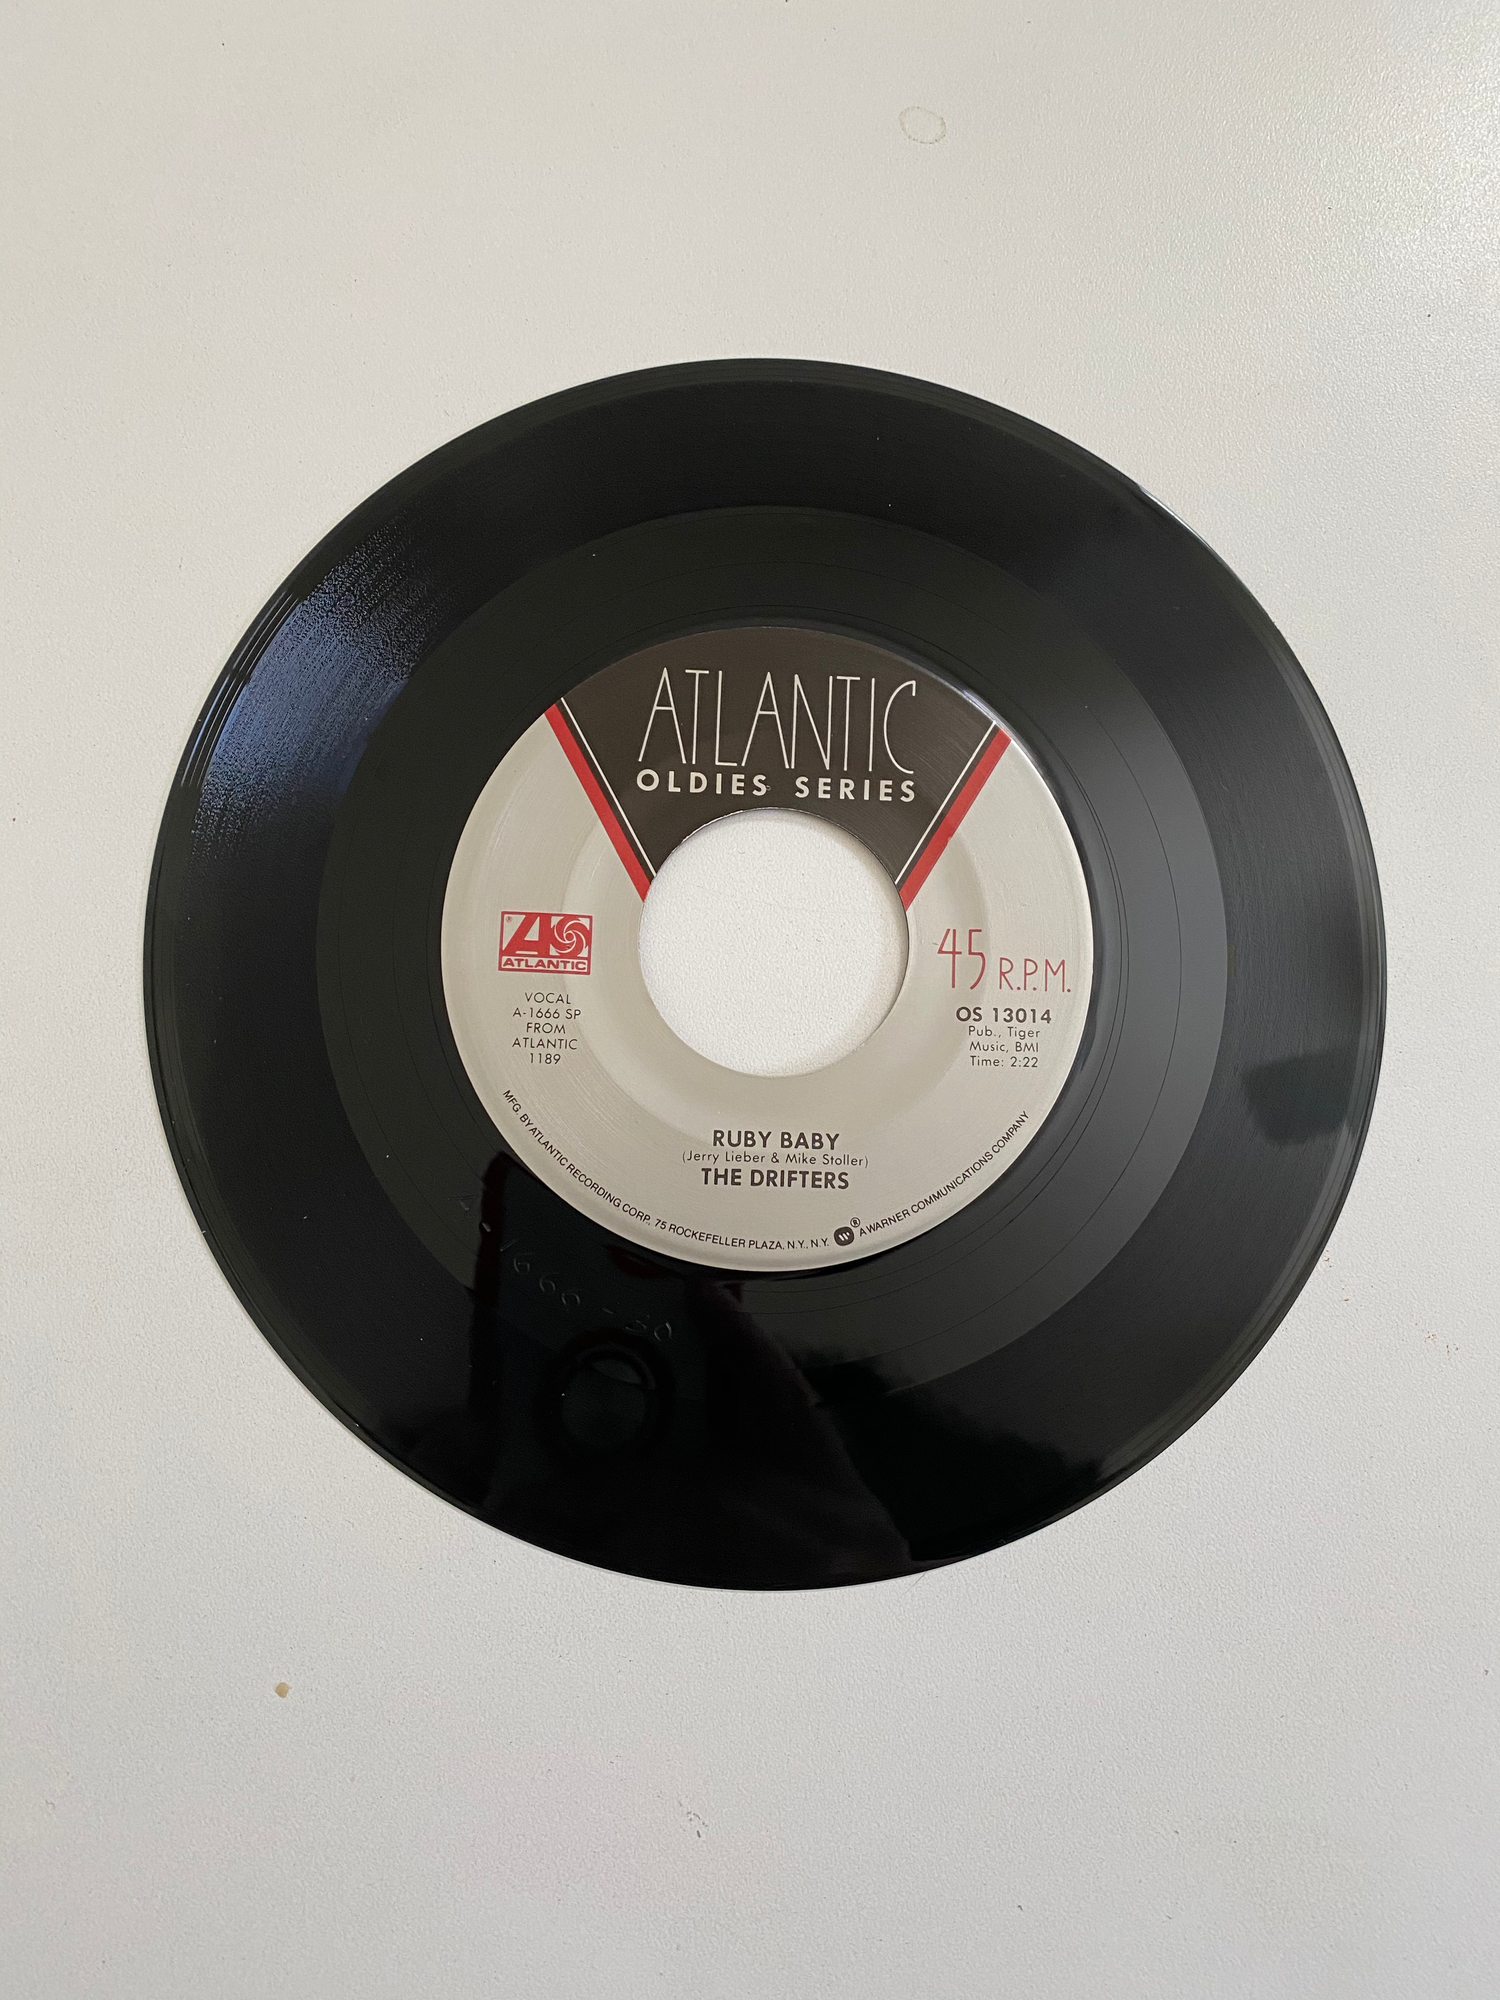 ATLANTIC
OLDIES SERIES
ATLANTIC
VOCAL
A-1666 SP
FROM
ATLANTIC
1189
45 R.P.M.
OS 13014
Pub., Tiger
Music, BMI
Time: 2:22
RUBY BABY
(Jerry Lieber & Mike Stoller)
THE DRIFTERS
MFG. BY ATLANTIC RECORDING CORP., 75 ROCKEFELLER PLAZA, N.Y., N.Y. ® A WARNER COMMUNICATIONS COMPANY